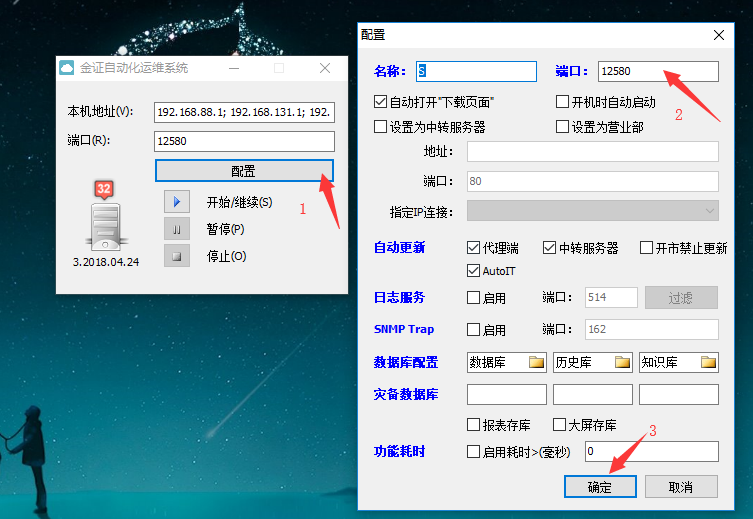 金证自动化运维系统
本机地址(V): 192.168.88.1; 192.168.131.1; 192.
端口(R): 12580
配置
1
32
开始/继续(S)
暂停(P)
停止(O)
3.2018.04.24
配置
名称: S 端口: 12580
2
自动打开"下载页面" 开机时自动启动
设置为中转服务器 设置为营业部
地址:
端口: 80
指定IP连接:
自动更新 代理端 中转服务器 开市禁止更新
AutoIT
日志服务 启用 端口: 514 过滤
SNMP Trap 启用 端口: 162
数据库配置 数据库 历史库 知识库
灾备数据库
报表存库 大屏存库
3
功能耗时 启用耗时>(毫秒) 0
确定 取消